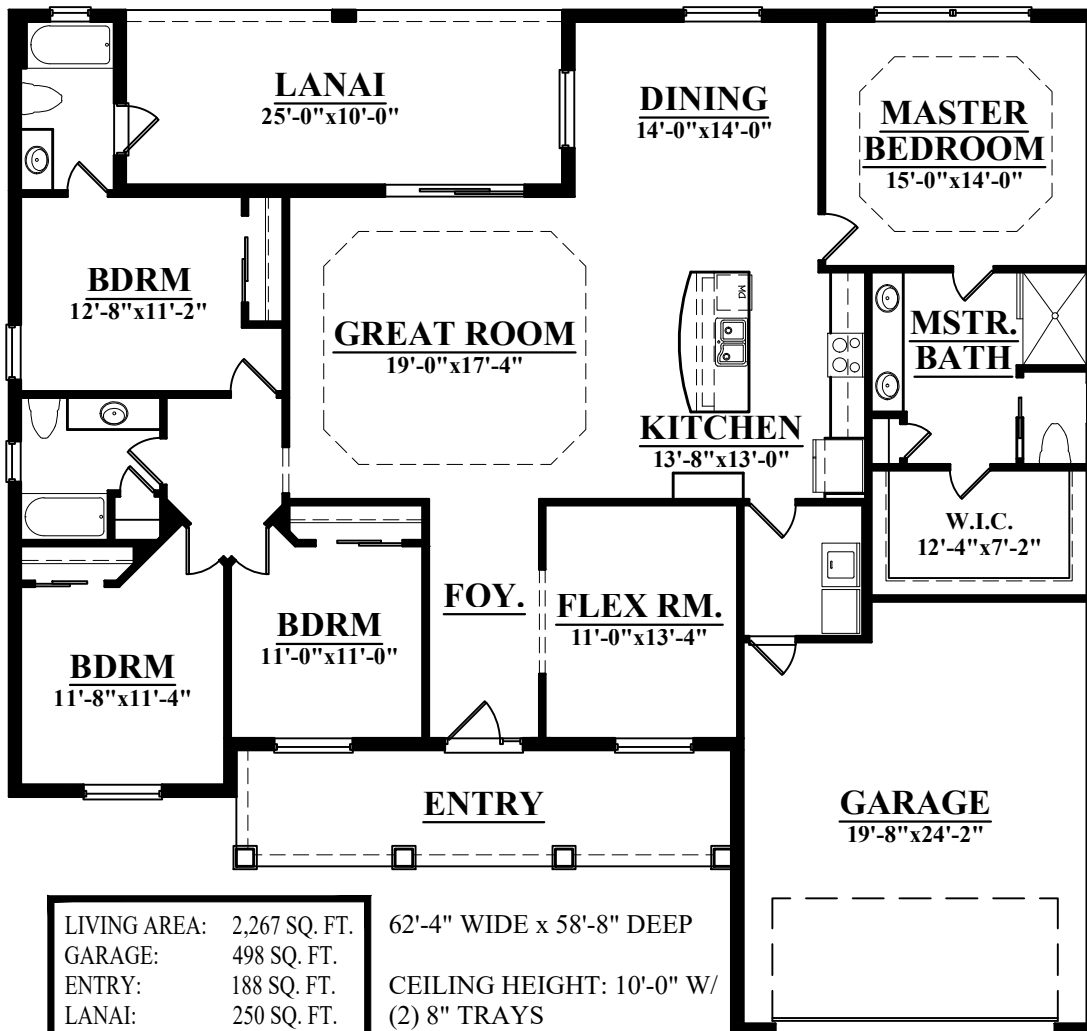 LANAI
25'-0"x10'-0"
DINING
14'-0"x14'-0"
MASTER
BEDROOM
15'-0"x14'-0"
BDRM
12'-8"x11'-2"
GREAT ROOM
19'-0"x17'-4"
DW
MSTR.
BATH
KITCHEN
13'-8"x13'-0"
W.I.C.
12'-4"x7'-2"
FOY.
FLEX RM.
11'-0"x13'-4"
BDRM
11'-0"x11'-0"
BDRM
11'-8"x11'-4"
ENTRY
GARAGE
19'-8"x24'-2"
LIVING AREA: 2,267 SQ. FT.
GARAGE: 498 SQ. FT.
ENTRY: 188 SQ. FT.
LANAI: 250 SQ. FT.
62'-4" WIDE x 58'-8" DEEP
CEILING HEIGHT: 10'-0" W/
(2) 8" TRAYS